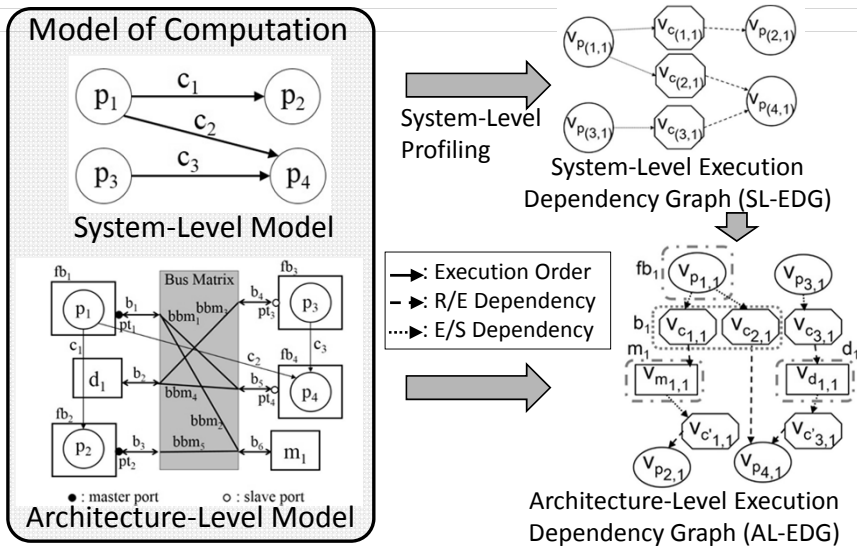 Model of Computation
c1
p1
p2
c2
c3
p3
p4
System-Level Model
System-Level
Profiling
Vp(1,1)
Vc(1,1)
Vp(2,1)
Vc(2,1)
Vp(4,1)
Vp(3,1)
Vc(3,1)
System-Level Execution
Dependency Graph (SL-EDG)
fb1
Bus Matrix
fb3
p1
b1
pt1
bbm1
bbm3
b4
pt3
p3
c1
c2
c3
fb4
d1
b2
bbm4
b5
pt4
p4
fb2
bbm2
p2
b3
pt2
bbm5
b6
m1
: master port
: slave port
Architecture-Level Model
: Execution Order
: R/E Dependency
: E/S Dependency
fb1
Vp1,1
Vp3,1
b1
Vc1,1
Vc2,1
Vc3,1
m1
d1
Vm1,1
Vd1,1
Vc'1,1
Vc'3,1
Vp2,1
Vp4,1
Architecture-Level Execution
Dependency Graph (AL-EDG)